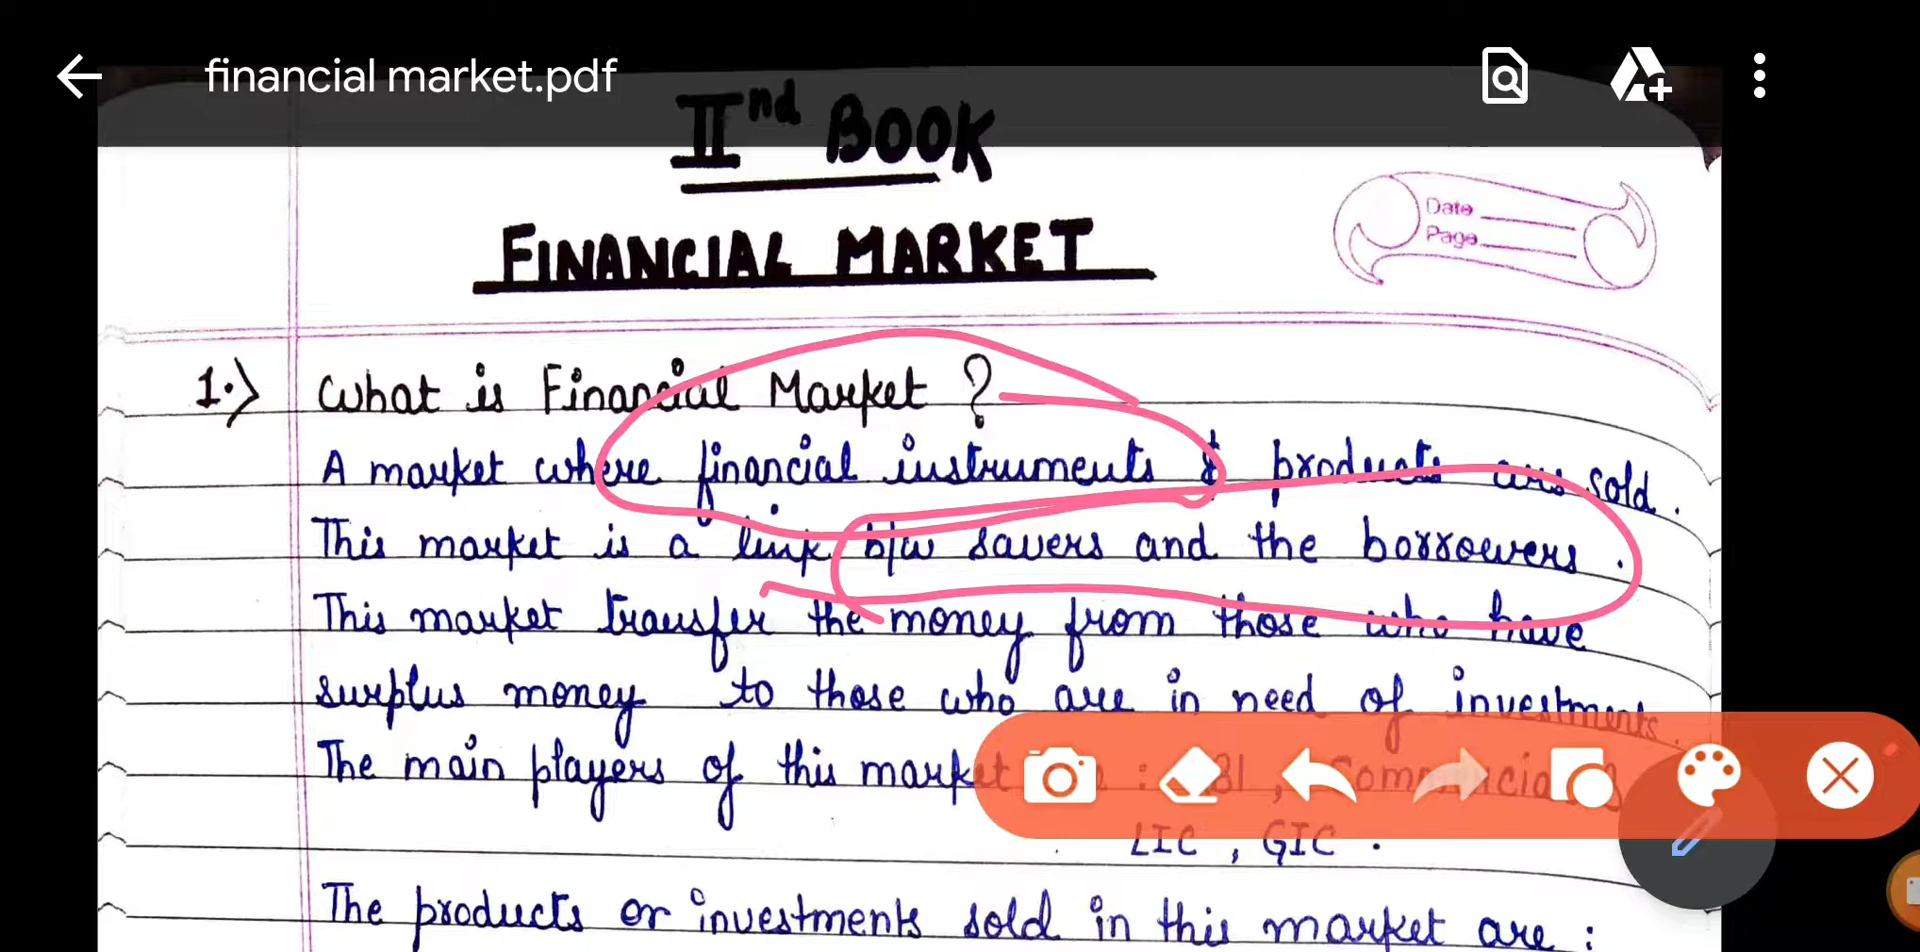 financial market.pdf
IInd BOOK
FINANCIAL MARKET
Date
Page
1.) What is Financial Market ?
A market where financial instruments & products are sold.
This market is a link b/w savers and the borrowers.
This market transfer the money from those who have
surplus money to those who are in need of investments.
The main players of this market : ,
LIC , GIC .
The products or investments sold in this market are :